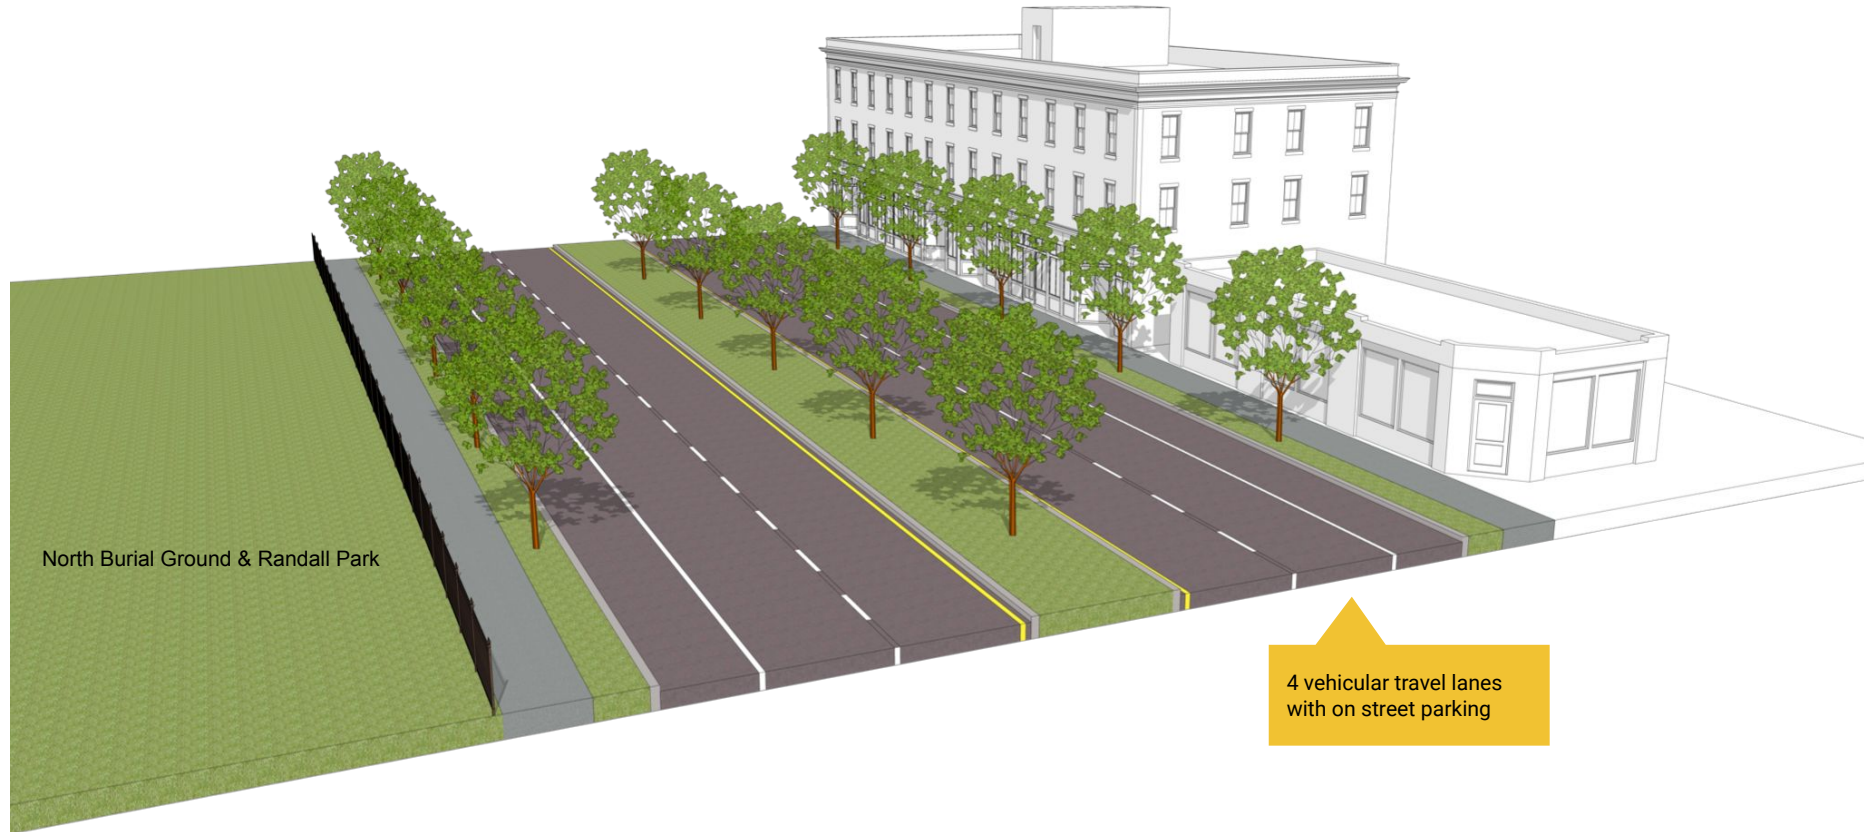 North Burial Ground & Randall Park
4 vehicular travel lanes
with on street parking